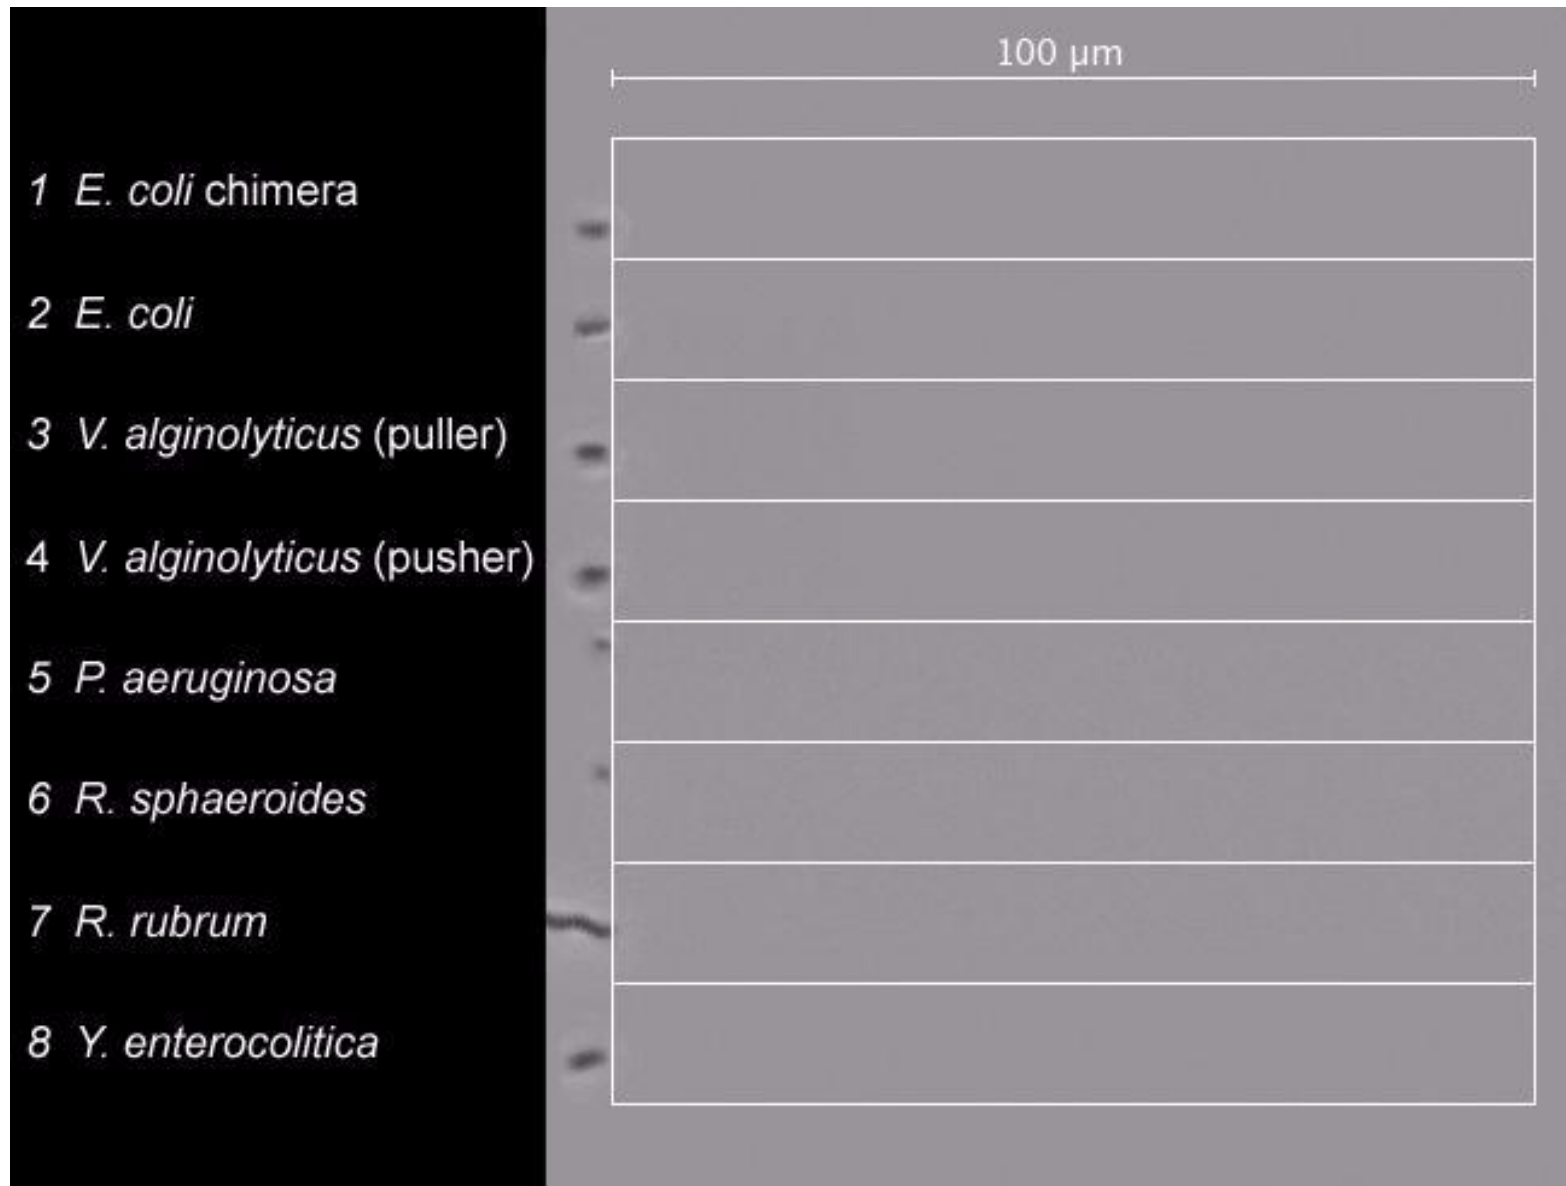 100 µm
1 E. coli chimera
2 E. coli
3 V. alginolyticus (puller)
4 V. alginolyticus (pusher)
5 P. aeruginosa
6 R. sphaeroides
7 R. rubrum
8 Y. enterocolitica